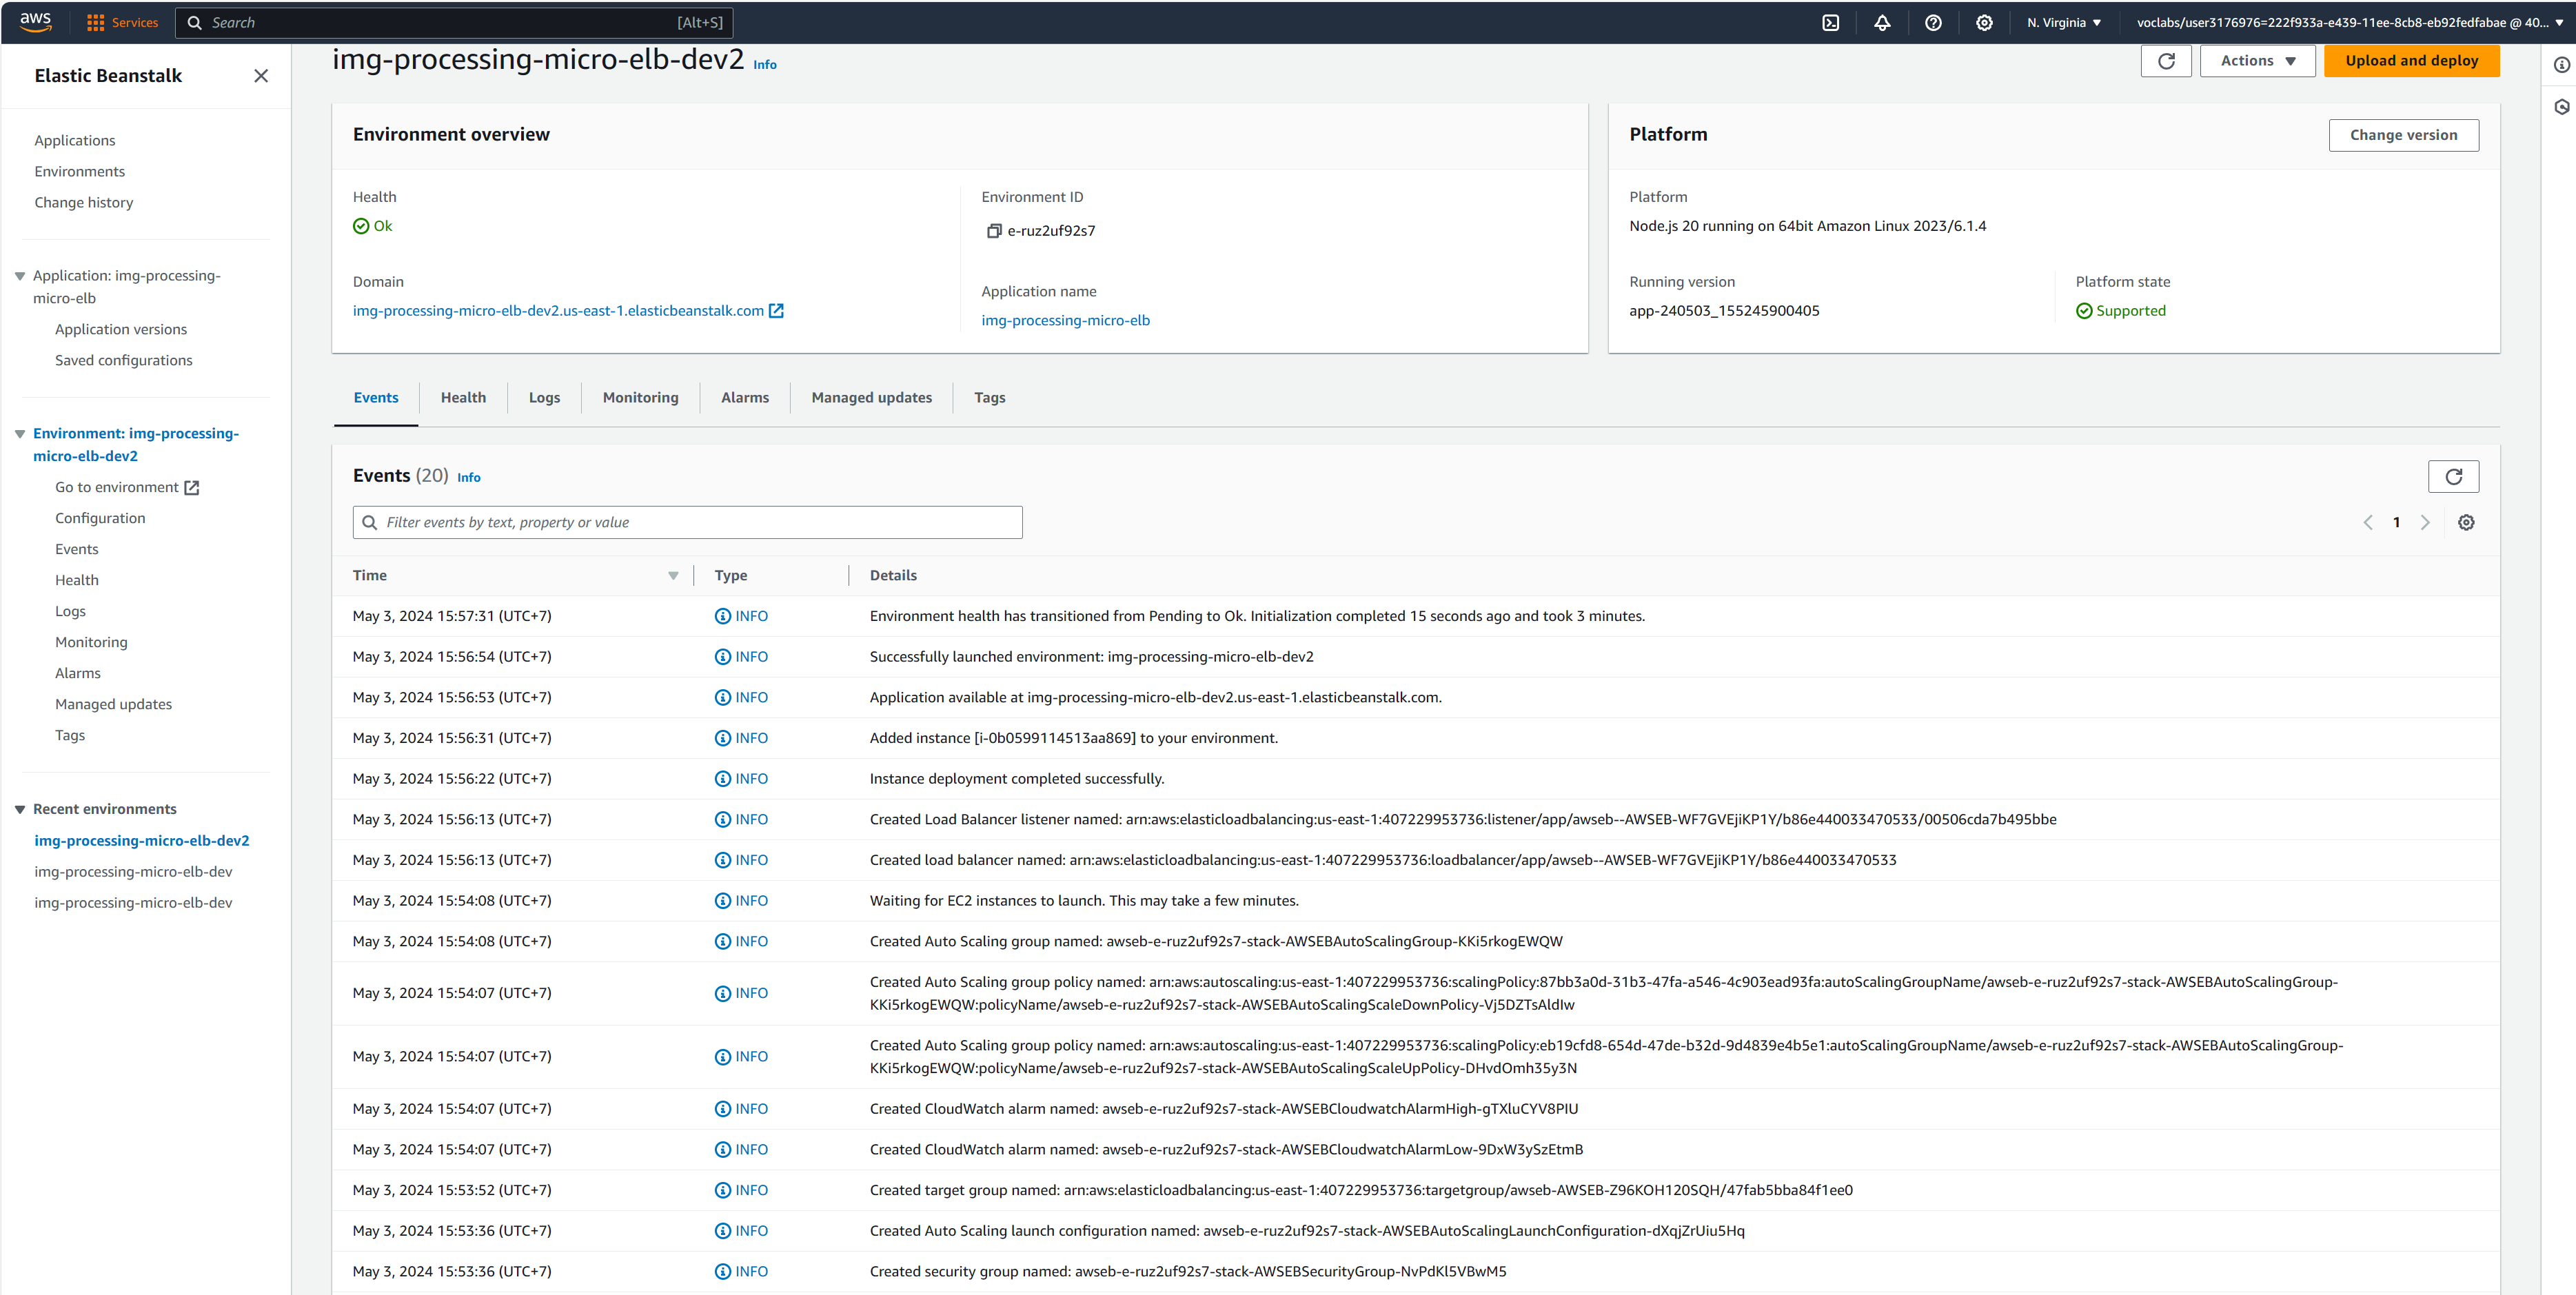 aws
Services
Search
[Alt+S]
N. Virginia
voclabs/user3176976=222f933a-e439-11ee-8cb8-eb92fedfabae @ 40...
Elastic Beanstalk
Applications
Environments
Change history
Application: img-processing-
micro-elb
Application versions
Saved configurations
Environment: img-processing-
micro-elb-dev2
Go to environment
Configuration
Events
Health
Logs
Monitoring
Alarms
Managed updates
Tags
Recent environments
img-processing-micro-elb-dev2
img-processing-micro-elb-dev
img-processing-micro-elb-dev
img-processing-micro-elb-dev2 Info
Actions
Upload and deploy
Environment overview
Health
Ok
Environment ID
e-ruz2uf92s7
Domain
img-processing-micro-elb-dev2.us-east-1.elasticbeanstalk.com
Application name
img-processing-micro-elb
Platform
Change version
Platform
Node.js 20 running on 64bit Amazon Linux 2023/6.1.4
Running version
app-240503_155245900405
Platform state
Supported
Events Health Logs Monitoring Alarms Managed updates Tags
Events (20) Info
Filter events by text, property or value
1
Time Type Details
May 3, 2024 15:57:31 (UTC+7) INFO Environment health has transitioned from Pending to Ok. Initialization completed 15 seconds ago and took 3 minutes.
May 3, 2024 15:56:54 (UTC+7) INFO Successfully launched environment: img-processing-micro-elb-dev2
May 3, 2024 15:56:53 (UTC+7) INFO Application available at img-processing-micro-elb-dev2.us-east-1.elasticbeanstalk.com.
May 3, 2024 15:56:31 (UTC+7) INFO Added instance [i-0b0599114513aa869] to your environment.
May 3, 2024 15:56:22 (UTC+7) INFO Instance deployment completed successfully.
May 3, 2024 15:56:13 (UTC+7) INFO Created Load Balancer listener named: arn:aws:elasticloadbalancing:us-east-1:407229953736:listener/app/awseb--AWSEB-WF7GVEjiKP1Y/b86e440033470533/00506cda7b495bbe
May 3, 2024 15:56:13 (UTC+7) INFO Created load balancer named: arn:aws:elasticloadbalancing:us-east-1:407229953736:loadbalancer/app/awseb--AWSEB-WF7GVEjiKP1Y/b86e440033470533
May 3, 2024 15:54:08 (UTC+7) INFO Waiting for EC2 instances to launch. This may take a few minutes.
May 3, 2024 15:54:08 (UTC+7) INFO Created Auto Scaling group named: awseb-e-ruz2uf92s7-stack-AWSEBAutoScalingGroup-KKi5rkogEWQW
May 3, 2024 15:54:07 (UTC+7) INFO Created Auto Scaling group policy named: arn:aws:autoscaling:us-east-1:407229953736:scalingPolicy:87bb3a0d-31b3-47fa-a546-4c903ead93fa:autoScalingGroupName/awseb-e-ruz2uf92s7-stack-AWSEBAutoScalingGroup-
KKi5rkogEWQW:policyName/awseb-e-ruz2uf92s7-stack-AWSEBAutoScalingScaleDownPolicy-Vj5DZTsAldIw
May 3, 2024 15:54:07 (UTC+7) INFO Created Auto Scaling group policy named: arn:aws:autoscaling:us-east-1:407229953736:scalingPolicy:eb19cfd8-654d-47de-b32d-9d4839e4b5e1:autoScalingGroupName/awseb-e-ruz2uf92s7-stack-AWSEBAutoScalingGroup-
KKi5rkogEWQW:policyName/awseb-e-ruz2uf92s7-stack-AWSEBAutoScalingScaleUpPolicy-DHvdOmh35y3N
May 3, 2024 15:54:07 (UTC+7) INFO Created CloudWatch alarm named: awseb-e-ruz2uf92s7-stack-AWSEBCloudwatchAlarmHigh-gTXluCYV8PIU
May 3, 2024 15:54:07 (UTC+7) INFO Created CloudWatch alarm named: awseb-e-ruz2uf92s7-stack-AWSEBCloudwatchAlarmLow-9DxW3ySzEtmB
May 3, 2024 15:53:52 (UTC+7) INFO Created target group named: arn:aws:elasticloadbalancing:us-east-1:407229953736:targetgroup/awseb-AWSEB-Z96KOH120SQH/47fab5bba84f1ee0
May 3, 2024 15:53:36 (UTC+7) INFO Created Auto Scaling launch configuration named: awseb-e-ruz2uf92s7-stack-AWSEBAutoScalingLaunchConfiguration-dXqjZrUiu5Hq
May 3, 2024 15:53:36 (UTC+7) INFO Created security group named: awseb-e-ruz2uf92s7-stack-AWSEBSecurityGroup-NvPdKl5VBwM5